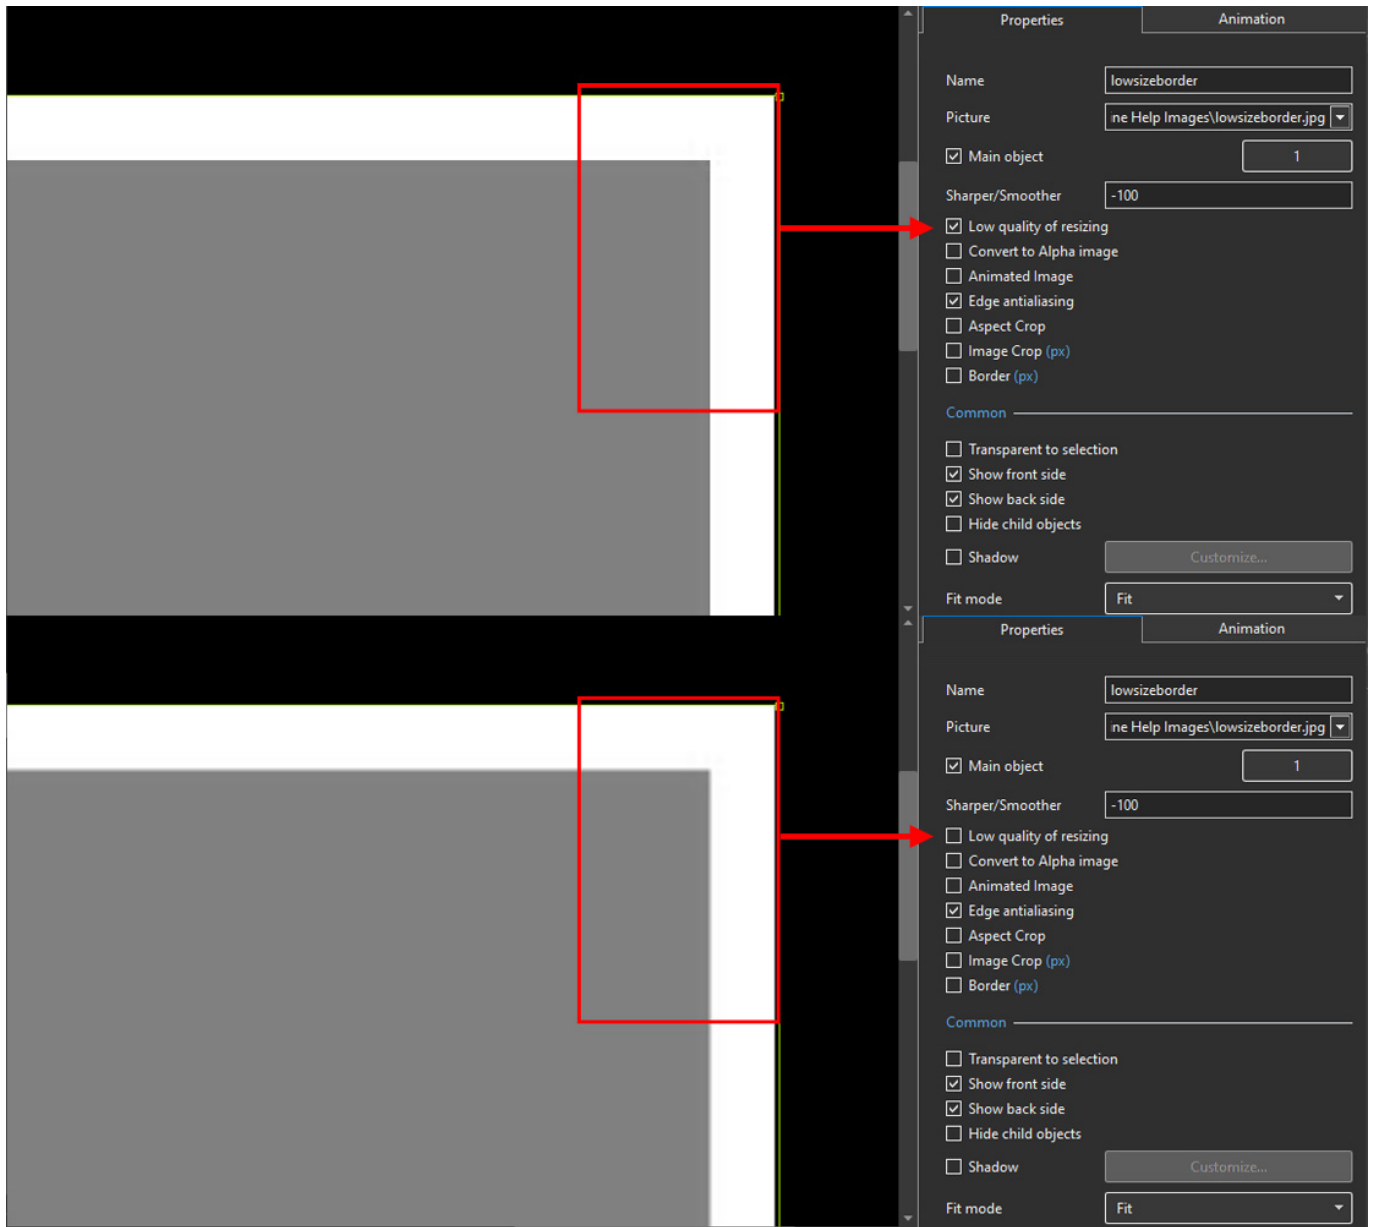 Properties Animation
Name lowsizeborder
Picture ne Help Images\lowsizeborder.jpg
Main object 1
Sharper/Smoother -100
Low quality of resizing
Convert to Alpha image
Animated Image
Edge antialiasing
Aspect Crop
Image Crop (px)
Border (px)
Common
Transparent to selection
Show front side
Show back side
Hide child objects
Shadow Customize...
Fit mode Fit
Properties Animation
Name lowsizeborder
Picture ne Help Images\lowsizeborder.jpg
Main object 1
Sharper/Smoother -100
Low quality of resizing
Convert to Alpha image
Animated Image
Edge antialiasing
Aspect Crop
Image Crop (px)
Border (px)
Common
Transparent to selection
Show front side
Show back side
Hide child objects
Shadow Customize...
Fit mode Fit